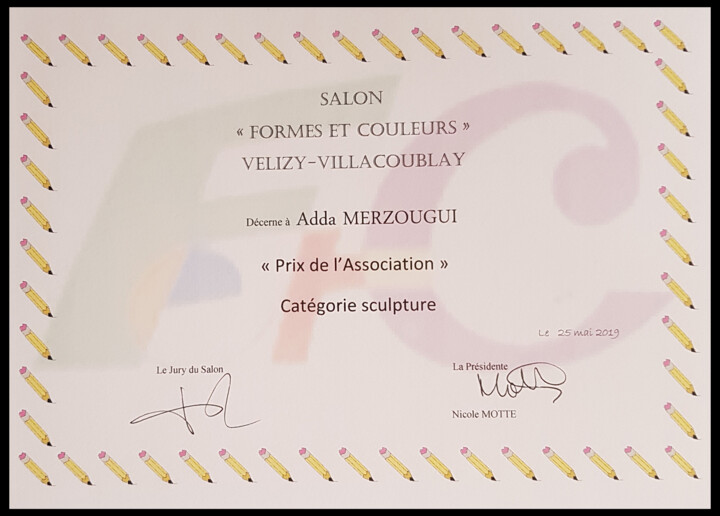 SALON
« FORMES ET COULEURS »
VELIZY-VILLACOUBLAY
Décerne à Adda MERZOUGUI
« Prix de l'Association »
Catégorie sculpture
Le 25 mai 2019
Le Jury du Salon
La Présidente
Nicole MOTTE